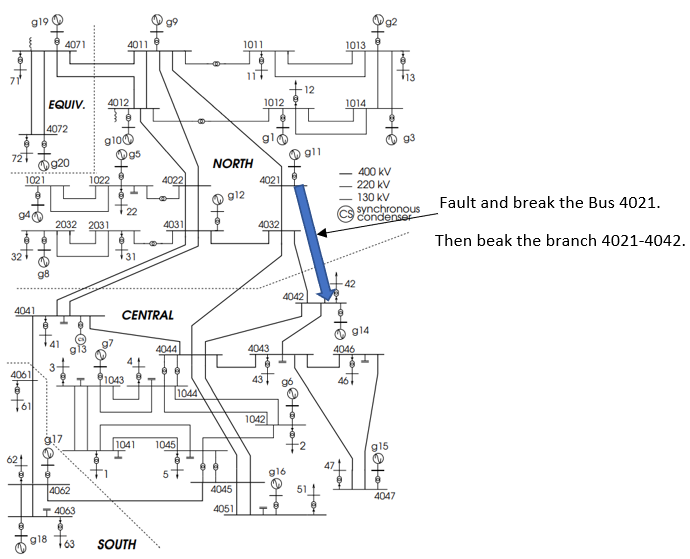 g19
g9
g2
4071
4011
1011
1013
71
11
13
EQUIV.
4012
12
1012
1014
4072
g10
g1
g3
72
g20
g5
NORTH
g11
1021
1022
4022
g12
4021
400 kV
220 kV
130 kV
CS synchronous
condenser
Fault and break the Bus 4021.
Then beak the branch 4021-4042.
g4
22
2032
2031
4031
4032
32
g8
31
42
4041
CENTRAL
4042
41
g13
CS
g7
4044
g14
4043
4046
3
4
43
46
4061
1043
1044
g6
61
1042
g17
1041
1045
2
g15
62
1
5
g16
47
4062
4045
51
4047
4063
4051
g18
63
SOUTH